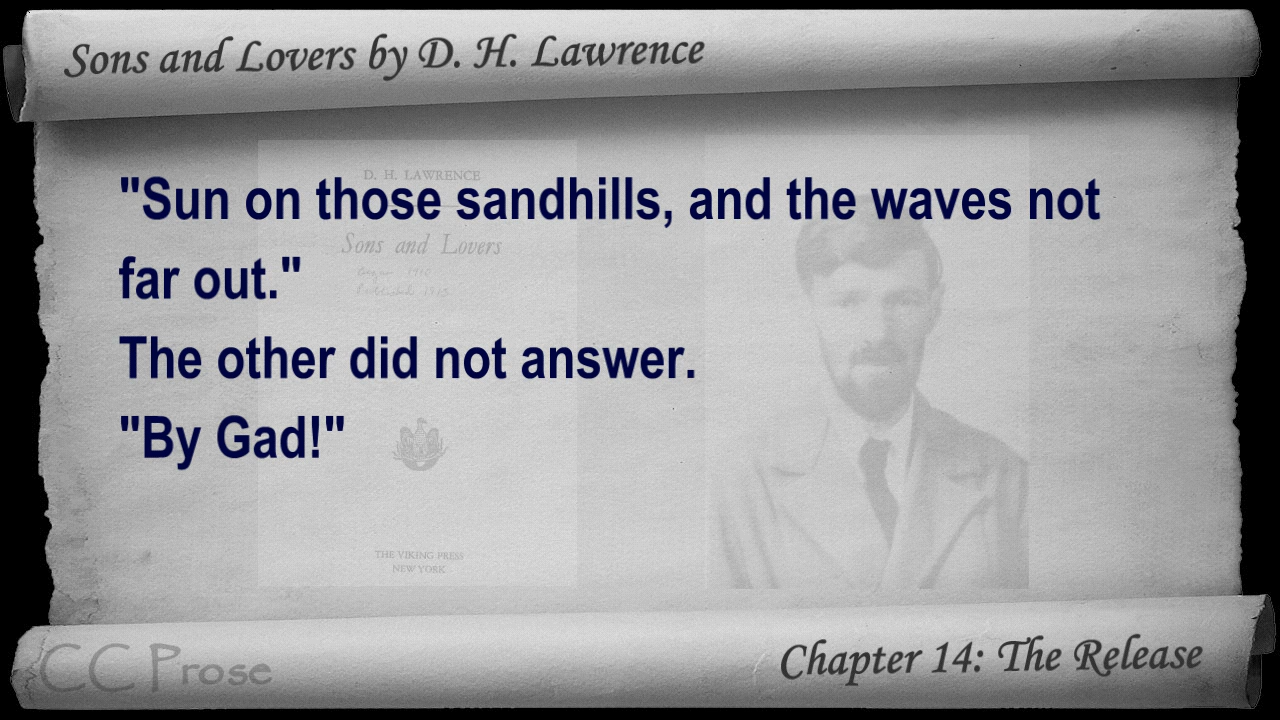 Sons and Lovers by D. H. Lawrence
D. H. LAWRENCE
"Sun on those sandhills, and the waves not
Sons and Lovers
far out."
The other did not answer.
"By Gad!"
THE VIKING PRESS
NEW YORK
CC Prose
Chapter 14: The Release